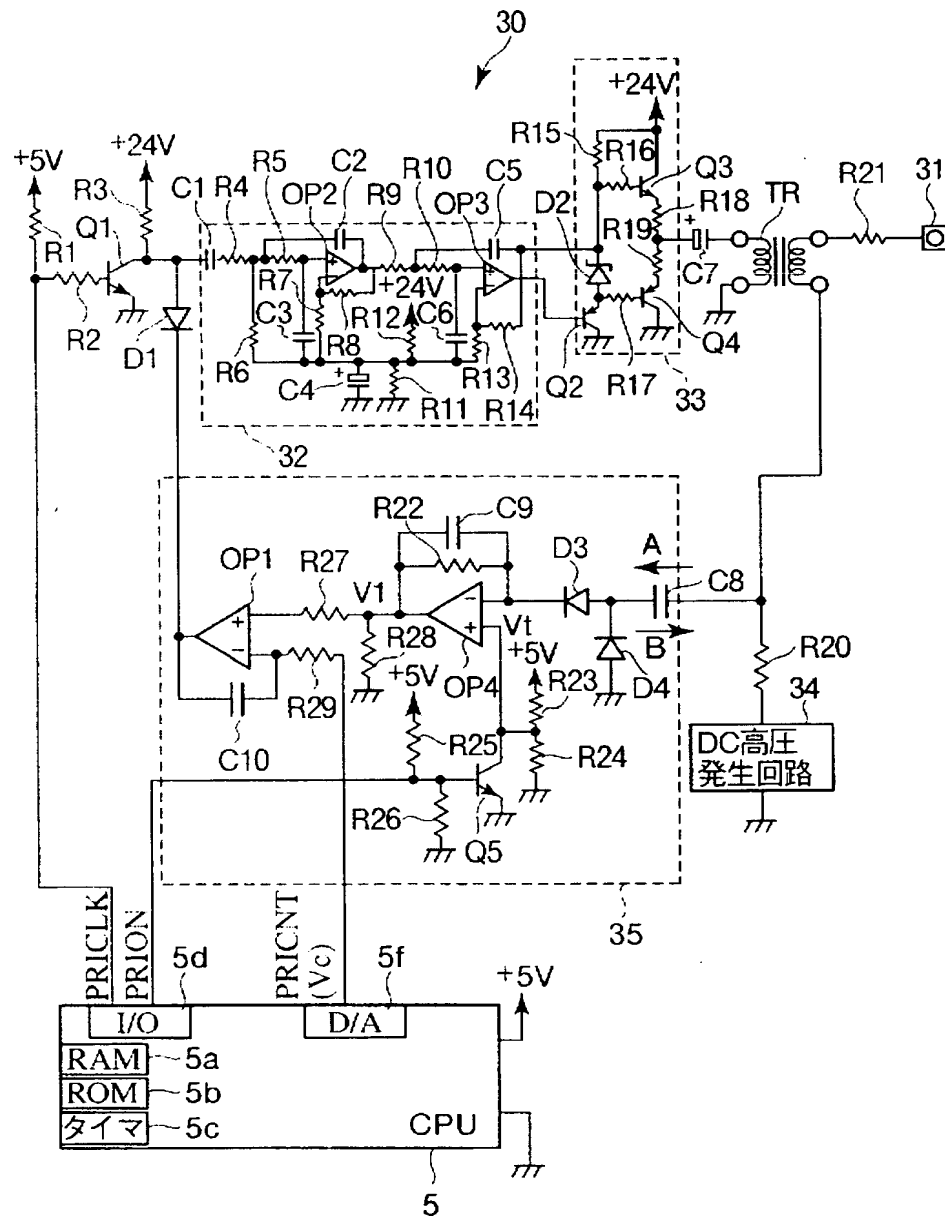 30
+24V
+5V
+24V
R15
R16
Q3
R3
C1
R4
R5
C2
R9
R10
C5
TR
R21
31
Q1
OP2
OP3
D2
R18
R1
R19
C7
R2
R7
+24V
R8
R12
C6
C3
D1
R6
C4
R13
Q4
R11
R14
Q2
R17
33
32
R22
C9
OP1
R27
V1
D3
A
C8
Vt
B
R28
+5V
+5V
OP4
D4
R20
R29
R23
34
C10
R25
R24
DC高圧
発生回路
R26
Q5
35
PRICLK
PRION
PRICNT
(Vc)
5d
5f
+5V
I/O
D/A
RAM
5a
ROM
5b
タイマ
5c
CPU
5